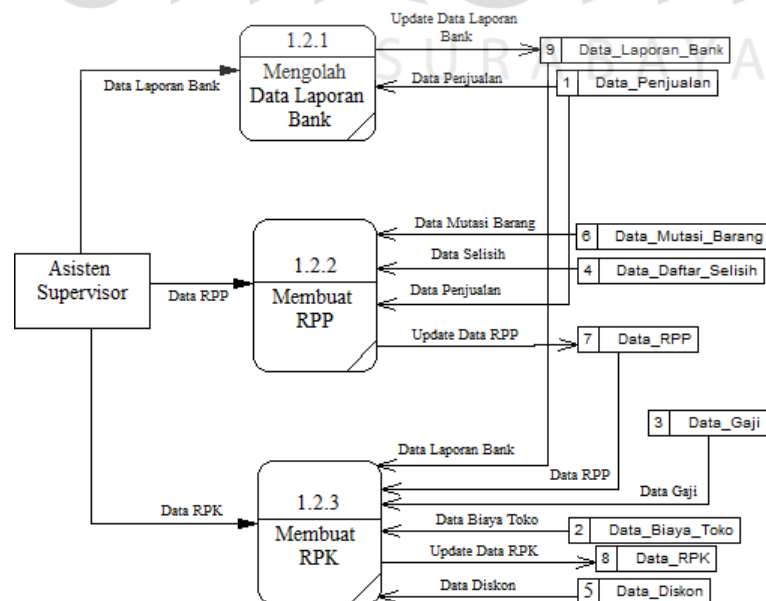 SURABAYA
Update Data Laporan
Bank
1.2.1
Mengolah
Data Laporan
Bank
9 Data_Laporan_Bank
Data Laporan Bank
Data Penjualan
1 Data_Penjualan
Data Mutasi Barang
6 Data_Mutasi_Barang
Data Selisih
4 Data_Daftar_Selisih
Asisten
Supervisor
Data RPP
1.2.2
Membuat
RPP
Data Penjualan
Update Data RPP
7 Data_RPP
3 Data_Gaji
Data Laporan Bank
Data RPP
Data Gaji
Data RPK
1.2.3
Membuat
RPK
Data Biaya Toko
2 Data_Biaya_Toko
Update Data RPK
8 Data_RPK
Data Diskon
5 Data_Diskon